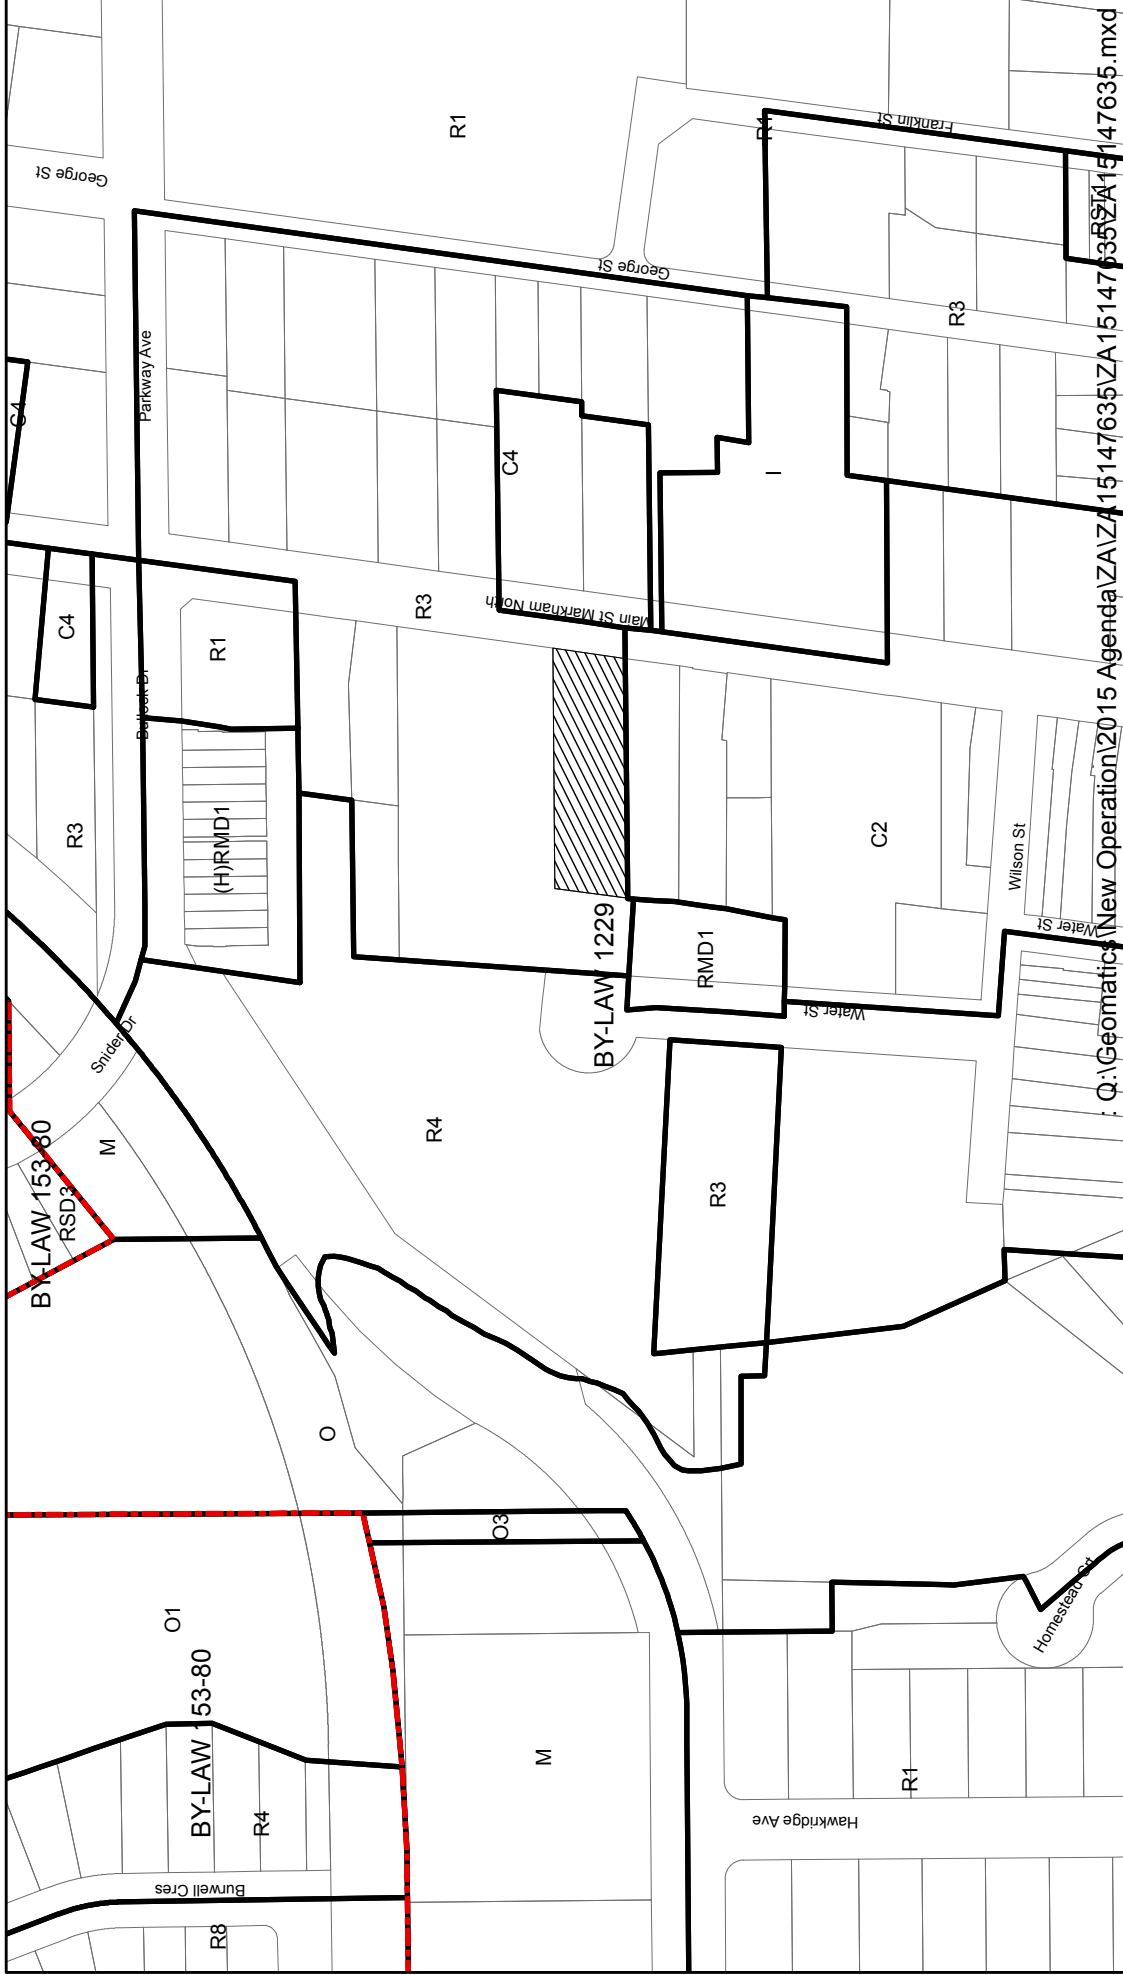 George St
C4
Parkway Ave
R1
R1
Franklin St
George St
RST1
R3
C4
I
Main St Markham North
R3
C4
R1
Bullock Dr
R3
(H)RMD1
C2
Wilson St
Water St
BY-LAW 1229
RMD1
Water St
Snider Dr
M
BY-LAW 153-80
RSD3
R4
R3
O
O3
O1
BY-LAW 153-80
R4
Burwell Cres
R8
M
Hawkridge Ave
R1
Homestead Crt
: Q:\Geomatics\New Operation\2015 Agenda\ZA\ZA15147635\ZA15147635\ZA15147635.mxd